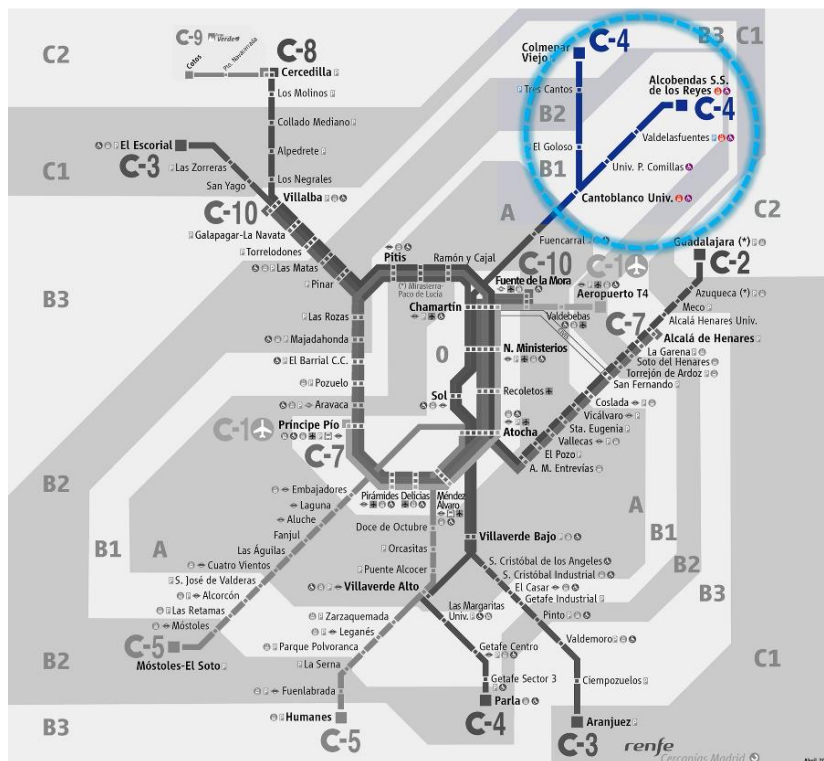 C2
C-9
Cotos
Pto. Navacerrada
C-8
Cercedilla
Los Molinos
Collado Mediano
Alpedrete
Los Negrales
Villalba
C1
El Escorial
C-3
Las Zorreras
San Yago
C-10
Galapagar-La Navata
Torrelodones
Las Matas
Pinar
B3
Las Rozas
Majadahonda
El Barrial C.C.
Pozuelo
Aravaca
C-1
Príncipe Pío
C-7
Colmenar
Viejo
C-4
B3
C1
Tres Cantos
B2
El Goloso
B1
A
Alcobendas S.S.
de los Reyes
C-4
Valdelasfuentes
Univ. P. Comillas
Cantoblanco Univ.
C2
Fuencarral
Pitis
Ramón y Cajal
(*) Mirasierra-
Paco de Lucía
Chamartín
C-10
Fuente de la Mora
C-1
Aeropuerto T4
Valdebebas
C-7
Guadalajara (*)
C-2
Azuqueca (*)
Meco
Alcalá Henares Univ.
Alcalá de Henares
La Garena
Soto del Henares
Torrejón de Ardoz
San Fernando
Coslada
Vicálvaro
Sta. Eugenia
Vallecas
El Pozo
A. M. Entrevías
0
N. Ministerios
Recoletos
Sol
Atocha
B2
B1
A
Embajadores
Laguna
Aluche
Fanjul
Las Águilas
Cuatro Vientos
S. José de Valderas
Alcorcón
Las Retamas
Móstoles
C-5
Móstoles-El Soto
Pirámides
Delicias
Méndez
Álvaro
Doce de Octubre
Orcasitas
Puente Alcocer
Villaverde Alto
Zarzaquemada
Leganés
Parque Polvoranca
La Serna
Fuenlabrada
Humanes
C-5
Villaverde Bajo
S. Cristóbal de los Angeles
S. Cristóbal Industrial
El Casar
Getafe Industrial
Pinto
Valdemoro
Ciempozuelos
Aranjuez
C-3
Las Margaritas
Univ.
Getafe Centro
Getafe Sector 3
Parla
C-4
A
B1
B2
B3
C1
B2
B3
renfe
Cercanías Madrid